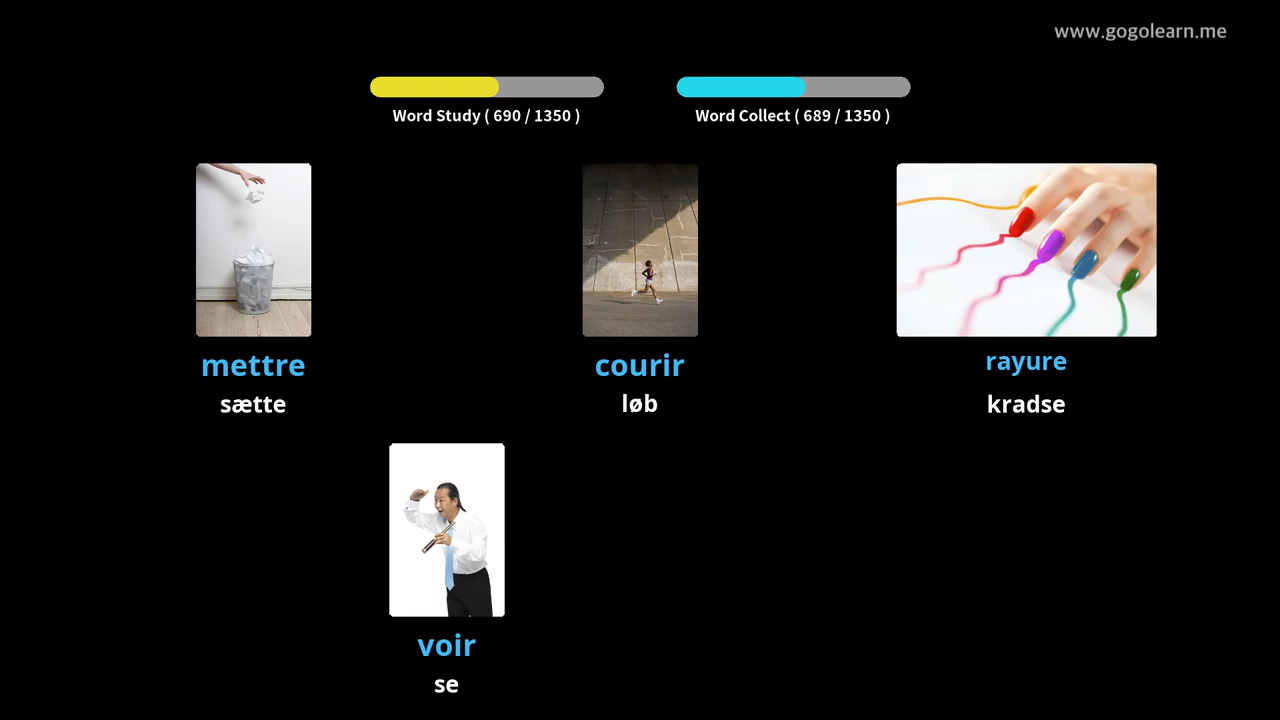 www.gogolearn.me
Word Study ( 690 / 1350 )
Word Collect ( 689 / 1350 )
mettre
sætte
courir
løb
rayure
kradse
voir
se